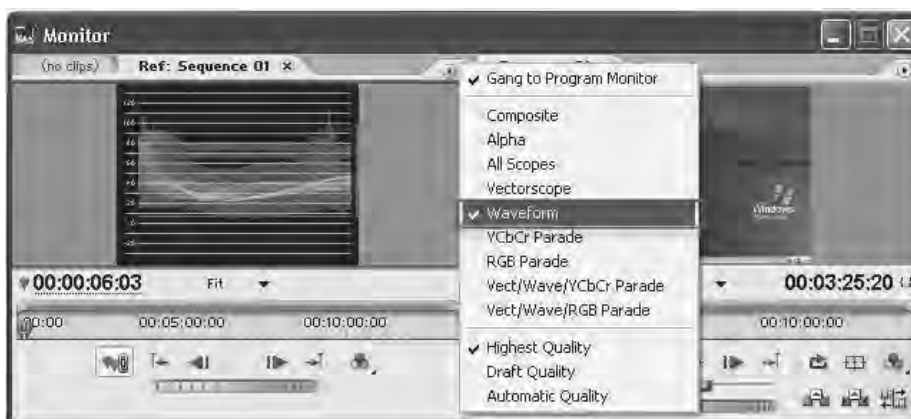 Monitor
(no clips) Ref: Sequence 01 ×
Gang to Program Monitor
Composite
Alpha
All Scopes
Vectorscope
Waveform
YCbCr Parade
RGB Parade
Vect/Wave/YCbCr Parade
Vect/Wave/RGB Parade
Highest Quality
Draft Quality
Automatic Quality
Windows
00:00:06:03 Fit
00:03:25:20
00:00 00:05:00:00 00:10:00:00
00:10:00:00